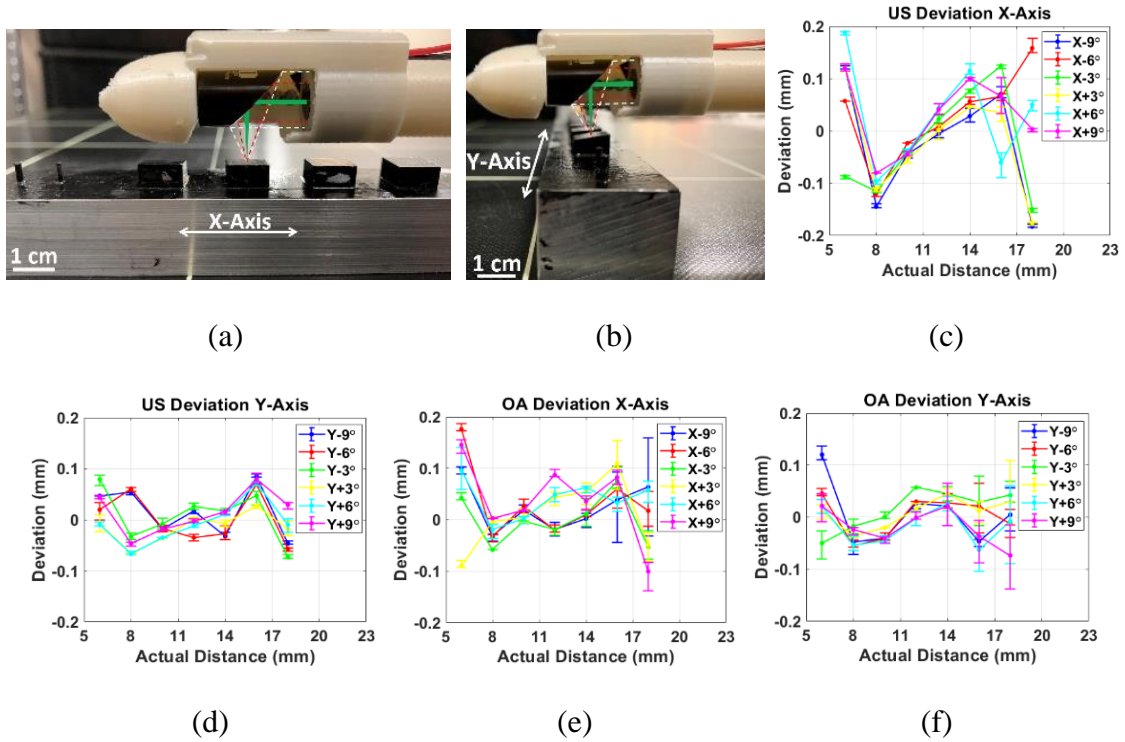 X-Axis
1 cm
(a)
Y-Axis
1 cm
(b)
US Deviation X-Axis
Deviation (mm)
0.2
0.1
0
-0.1
-0.2
5 8 11 14 17 20 23
Actual Distance (mm)
X-9°
X-6°
X-3°
X+3°
X+6°
X+9°
(c)
US Deviation Y-Axis
Deviation (mm)
0.2
0.1
0
-0.1
-0.2
5 8 11 14 17 20 23
Actual Distance (mm)
Y-9°
Y-6°
Y-3°
Y+3°
Y+6°
Y+9°
(d)
OA Deviation X-Axis
Deviation (mm)
0.2
0.1
0
-0.1
-0.2
5 8 11 14 17 20 23
Actual Distance (mm)
X-9°
X-6°
X-3°
X+3°
X+6°
X+9°
(e)
OA Deviation Y-Axis
Deviation (mm)
0.2
0.1
0
-0.1
-0.2
5 8 11 14 17 20 23
Actual Distance (mm)
Y-9°
Y-6°
Y-3°
Y+3°
Y+6°
Y+9°
(f)